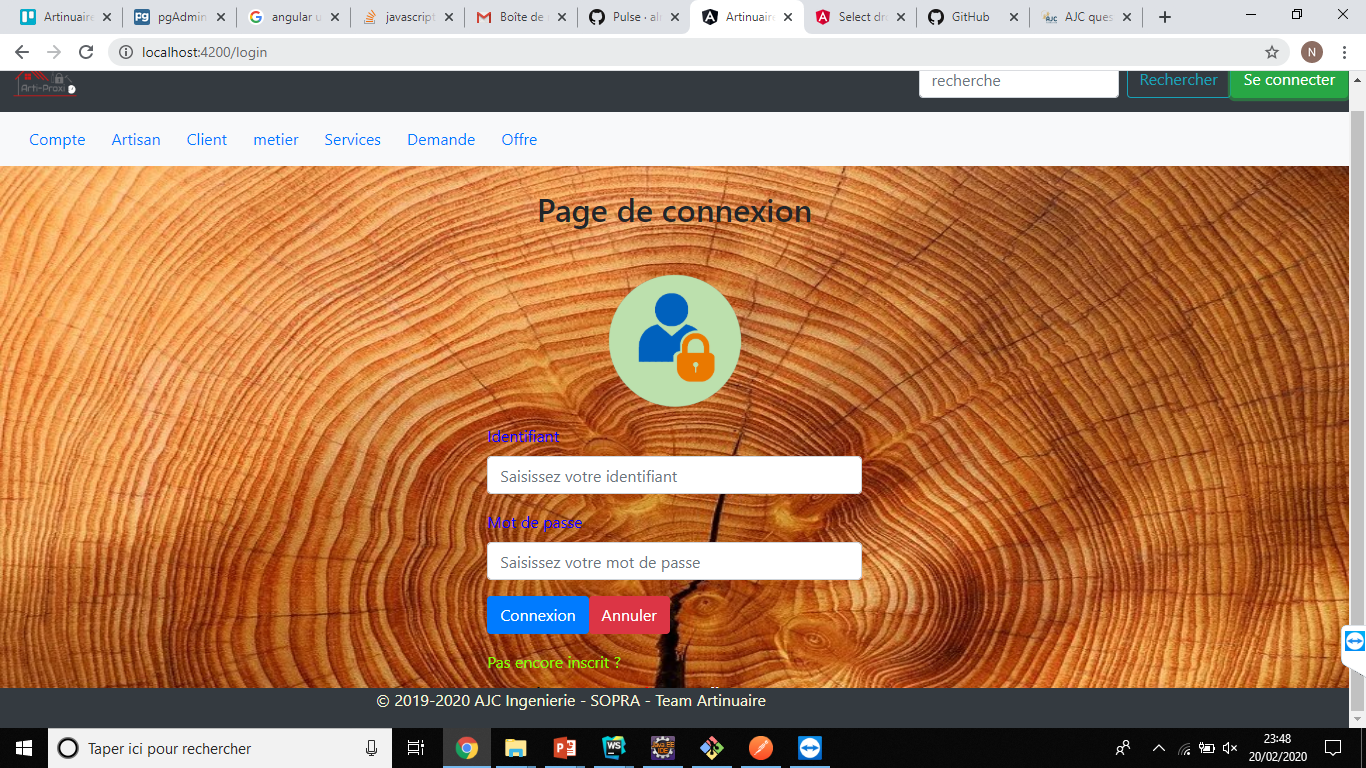 Artinuaire
pgAdmin
angular u
javascript
Boîte de
Pulse · al
Artinuair
Select dr
GitHub
AJC ques
localhost:4200/login
N
Arti-Proxi
recherche
Rechercher
Se connecter
Compte Artisan Client metier Services Demande Offre
Page de connexion
Identifiant
Saisissez votre identifiant
Mot de passe
Saisissez votre mot de passe
Connexion Annuler
Pas encore inscrit ?
© 2019-2020 AJC Ingenierie - SOPRA - Team Artinuaire
Taper ici pour rechercher
23:48
20/02/2020